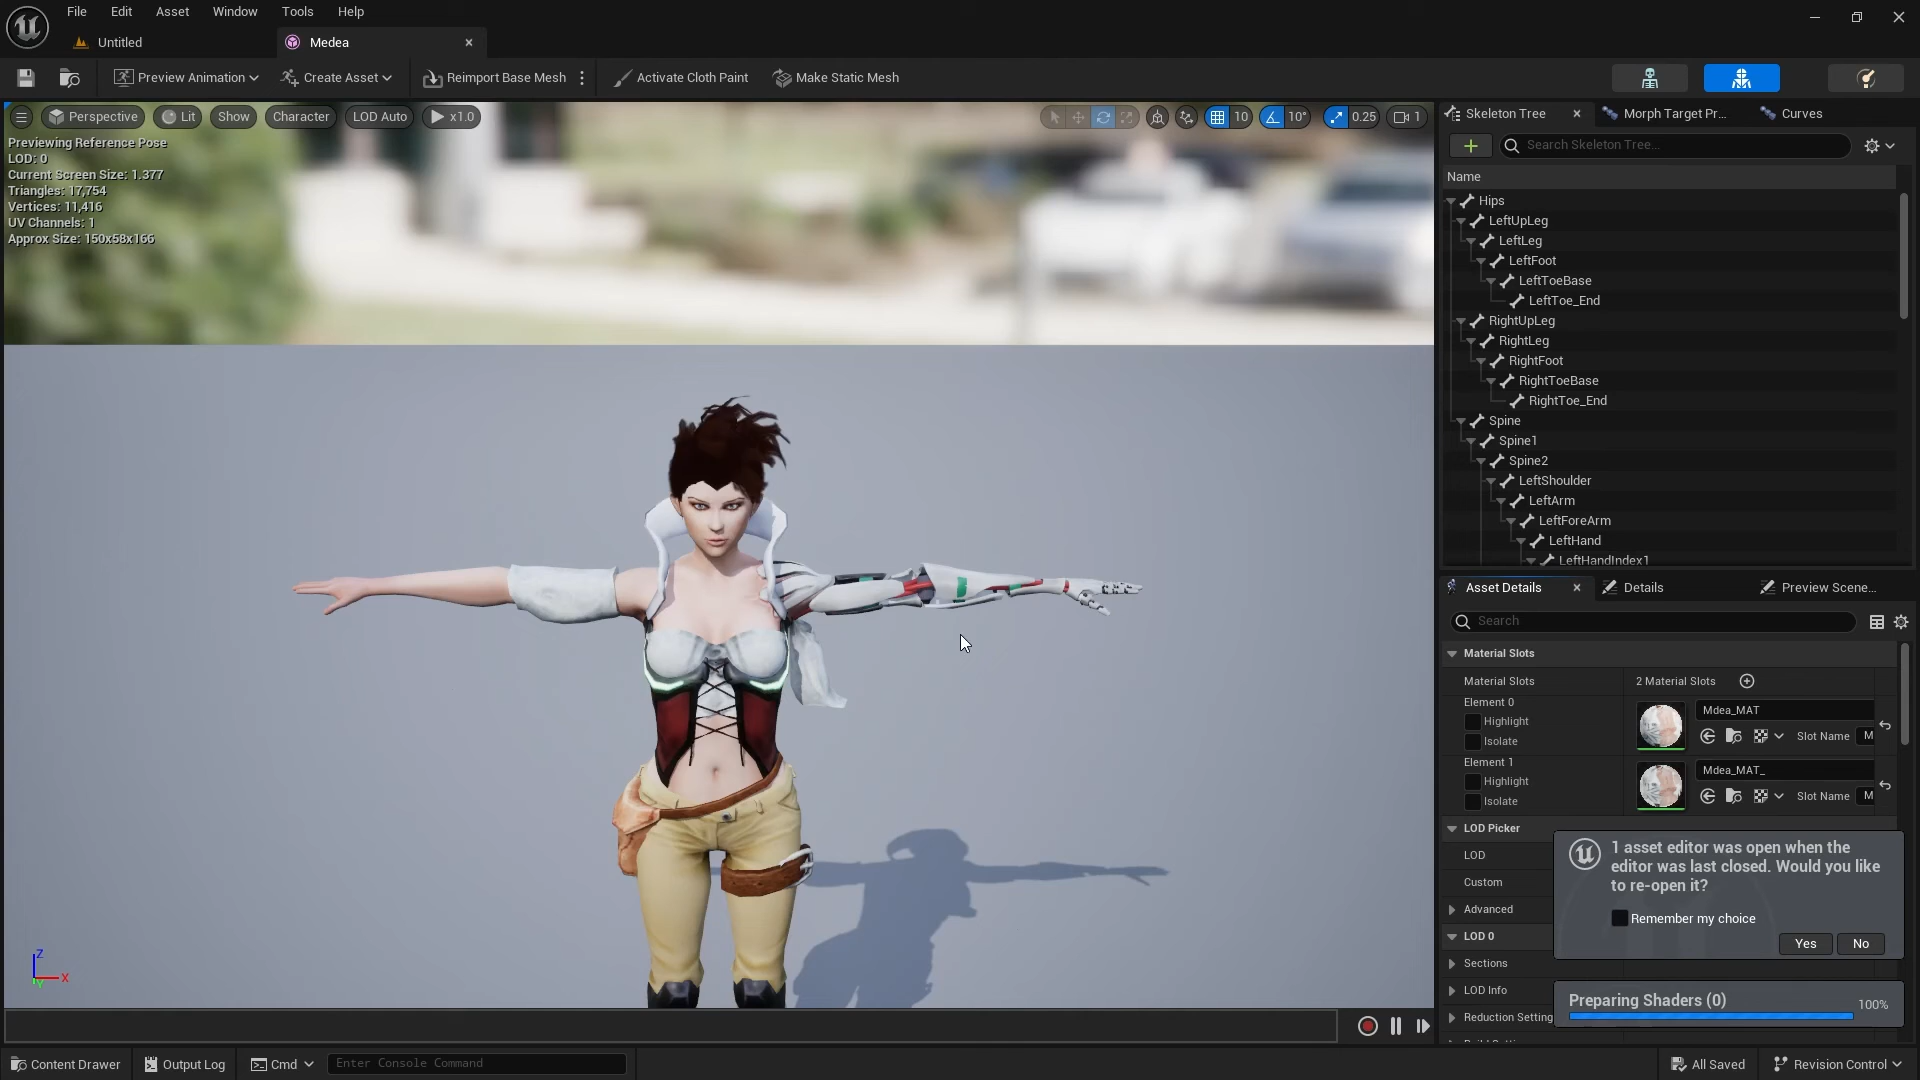 File Edit Asset Window Tools Help
Untitled
Medea
Preview Animation
Create Asset
Reimport Base Mesh
Activate Cloth Paint
Make Static Mesh
Perspective
Lit
Show
Character
LOD Auto
x1.0
10
10°
0.25
1
Previewing Reference Pose
LOD: 0
Current Screen Size: 1.377
Triangles: 17,754
Vertices: 11,416
UV Channels: 1
Approx Size: 150x58x166
Z
X
Y
Skeleton Tree
Morph Target Pr...
Curves
Search Skeleton Tree...
Name
Hips
LeftUpLeg
LeftLeg
LeftFoot
LeftToeBase
LeftToe_End
RightUpLeg
RightLeg
RightFoot
RightToeBase
RightToe_End
Spine
Spine1
Spine2
LeftShoulder
LeftArm
LeftForeArm
LeftHand
LeftHandIndex1
Asset Details
Details
Preview Scene...
Search
Material Slots
Material Slots
2 Material Slots
Element 0
Highlight
Isolate
Mdea_MAT
Slot Name M
Element 1
Highlight
Isolate
Mdea_MAT_
Slot Name M
LOD Picker
LOD
Custom
Advanced
LOD 0
Sections
LOD Info
Reduction Setting
1 asset editor was open when the
editor was last closed. Would you like
to re-open it?
Remember my choice
Yes
No
Preparing Shaders (0)
100%
Content Drawer
Output Log
Cmd
Enter Console Command
All Saved
Revision Control